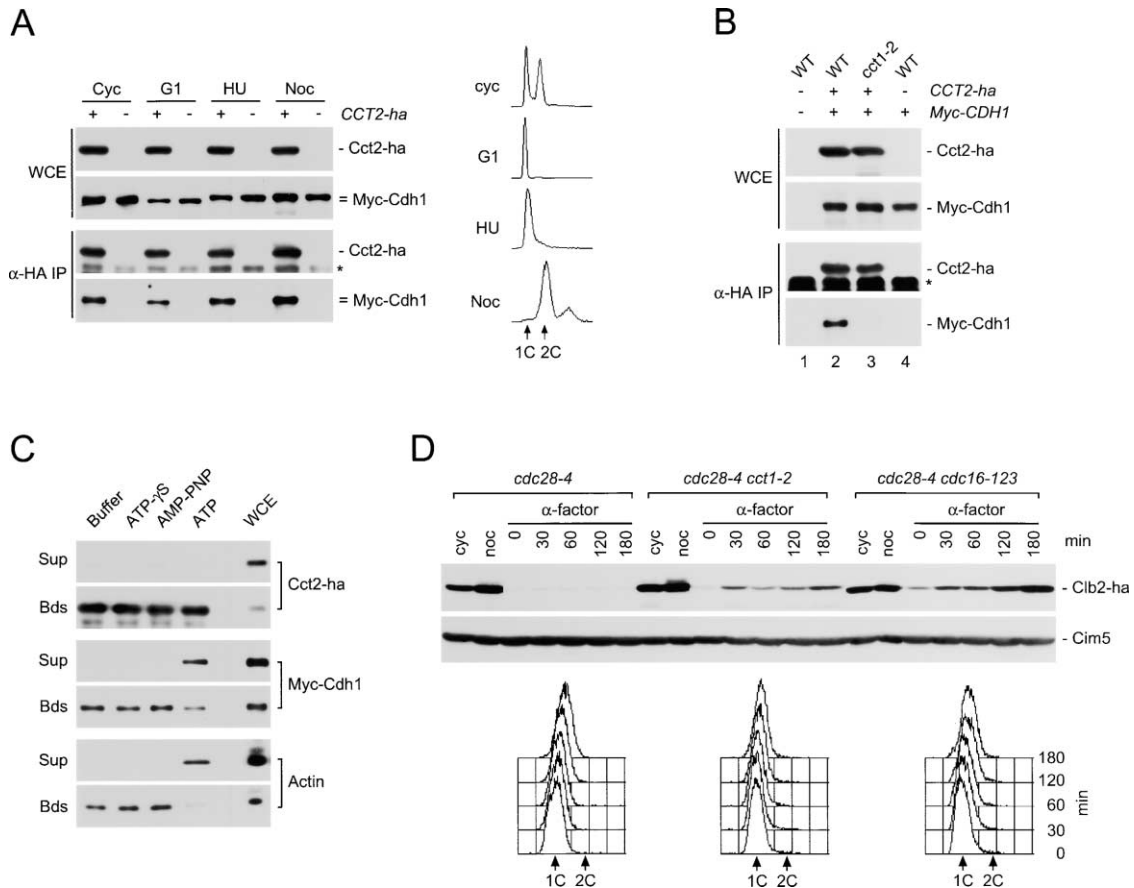 A
Cyc G1 HU Noc
+ - + - + - + - CCT2-ha
WCE
- Cct2-ha
= Myc-Cdh1
α-HA IP
- Cct2-ha
*
= Myc-Cdh1
cyc
G1
HU
Noc
1C 2C
B
WT WT cct1-2 WT
- + + - CCT2-ha
- + + + Myc-CDH1
WCE
- Cct2-ha
- Myc-Cdh1
α-HA IP
- Cct2-ha
*
- Myc-Cdh1
1 2 3 4
C
Buffer ATP-γS AMP-PNP ATP WCE
Sup
Cct2-ha
Bds
Sup
Myc-Cdh1
Bds
Sup
Actin
Bds
D
cdc28-4 cdc28-4 cct1-2 cdc28-4 cdc16-123
α-factor α-factor α-factor
cyc noc 0 30 60 120 180 cyc noc 0 30 60 120 180 cyc noc 0 30 60 120 180 min
- Clb2-ha
- Cim5
180
120
60
30
0
min
1C 2C 1C 2C 1C 2C